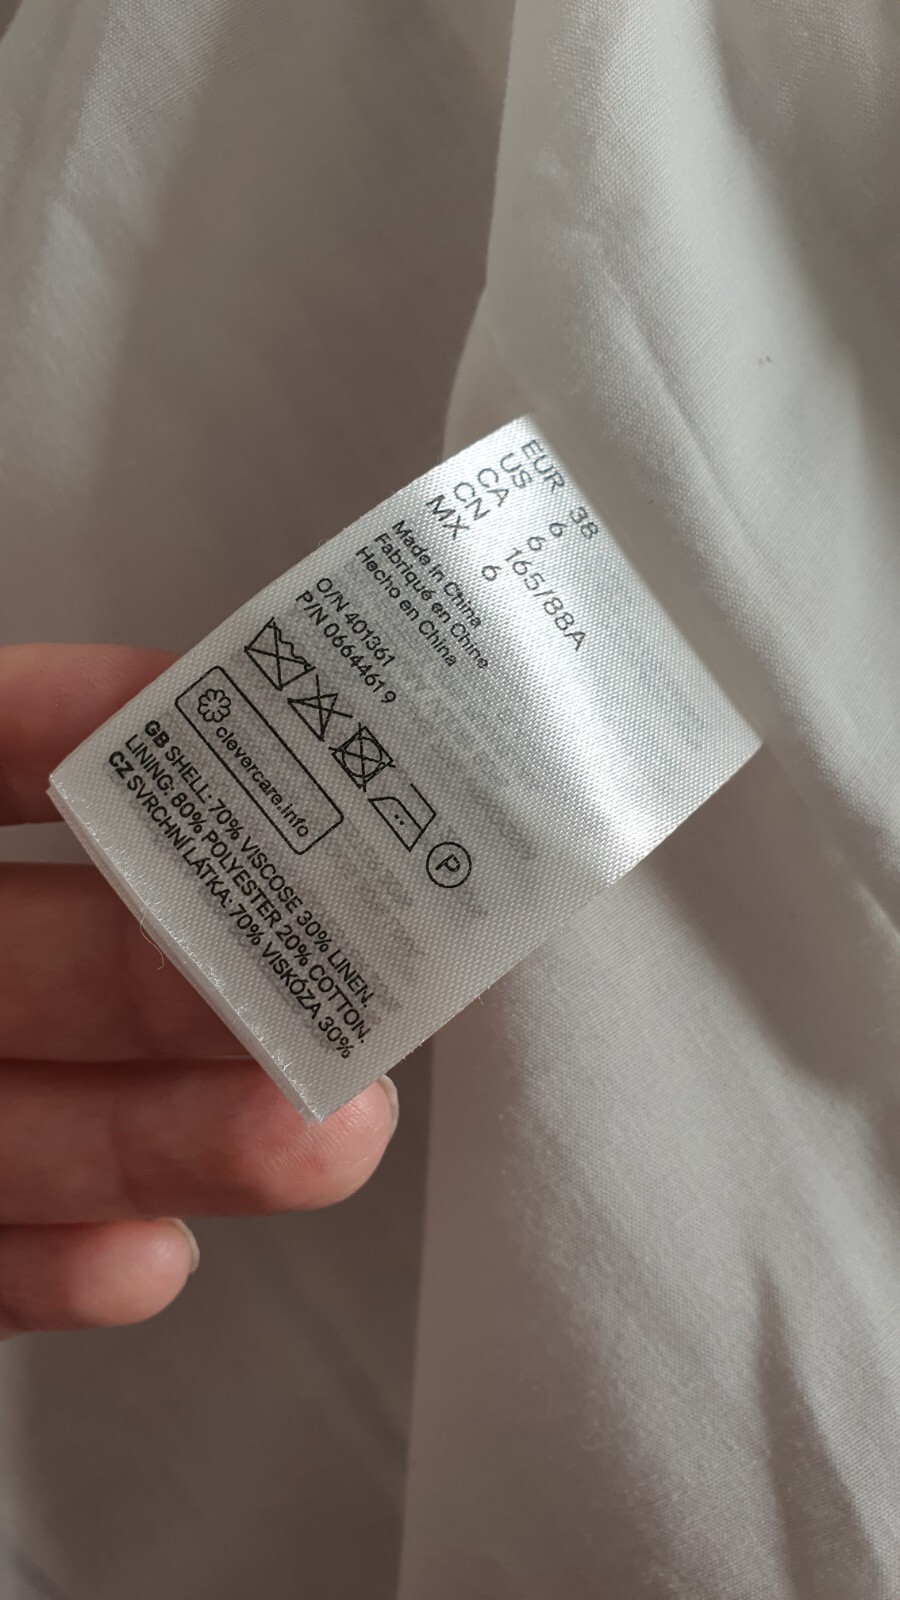 EUR 38
US 6
CA 6
CN 165/88A
MX 6
Made in China
Fabriqué en Chine
Hecho en China
O/N 401361
P/N 0664461 9
P
clevercare.info
GB SHELL: 70% VISCOSE 30% LINEN.
LINING: 80% POLYESTER 20% COTTON.
CZ SVRCHNÍ LÁTKA: 70% VISKÓZA 30%